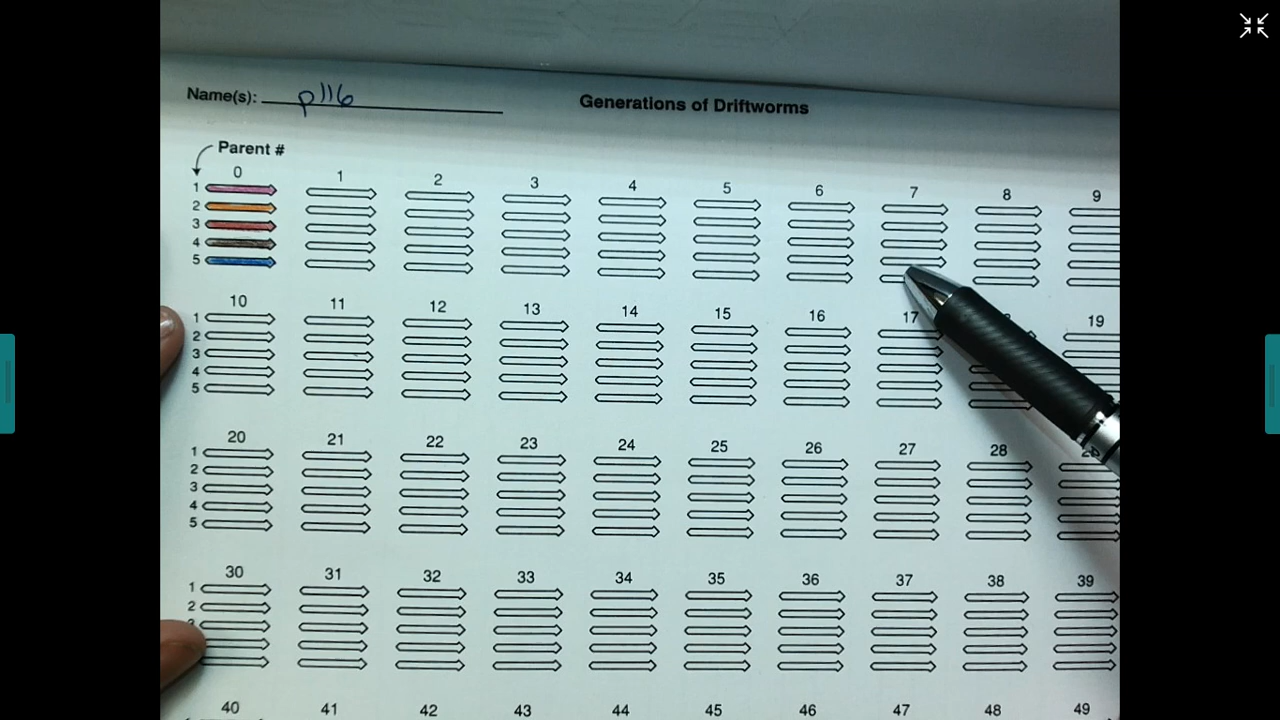 Name(s): p116
Generations of Driftworms
Parent #
0 1 2 3 4 5 6 7 8 9
1
2
3
4
5
10 11 12 13 14 15 16 17 19
1
2
3
4
5
20 21 22 23 24 25 26 27 28
1
2
3
4
5
30 31 32 33 34 35 36 37 38 39
1
2
40 41 42 43 44 45 46 47 48 49